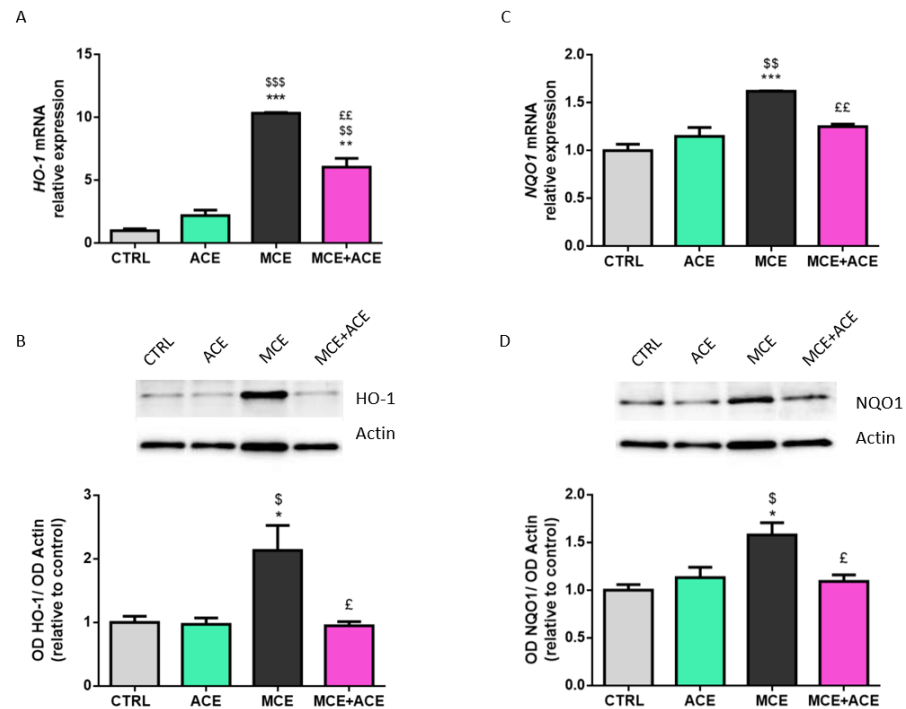 A
HO-1 mRNA
relative expression
15
10
5
0
$$$
***
££
$$
**
CTRL
ACE
MCE
MCE+ACE
C
NQO1 mRNA
relative expression
2.0
1.5
1.0
0.5
0.0
$$
***
££
CTRL
ACE
MCE
MCE+ACE
B
CTRL
ACE
MCE
MCE+ACE
HO-1
Actin
OD HO-1/ OD Actin
(relative to control)
3
2
1
0
$
*
£
CTRL
ACE
MCE
MCE+ACE
D
CTRL
ACE
MCE
MCE+ACE
NQO1
Actin
OD NQO1/ OD Actin
(relative to control)
2.0
1.5
1.0
0.5
0.0
$
*
£
CTRL
ACE
MCE
MCE+ACE